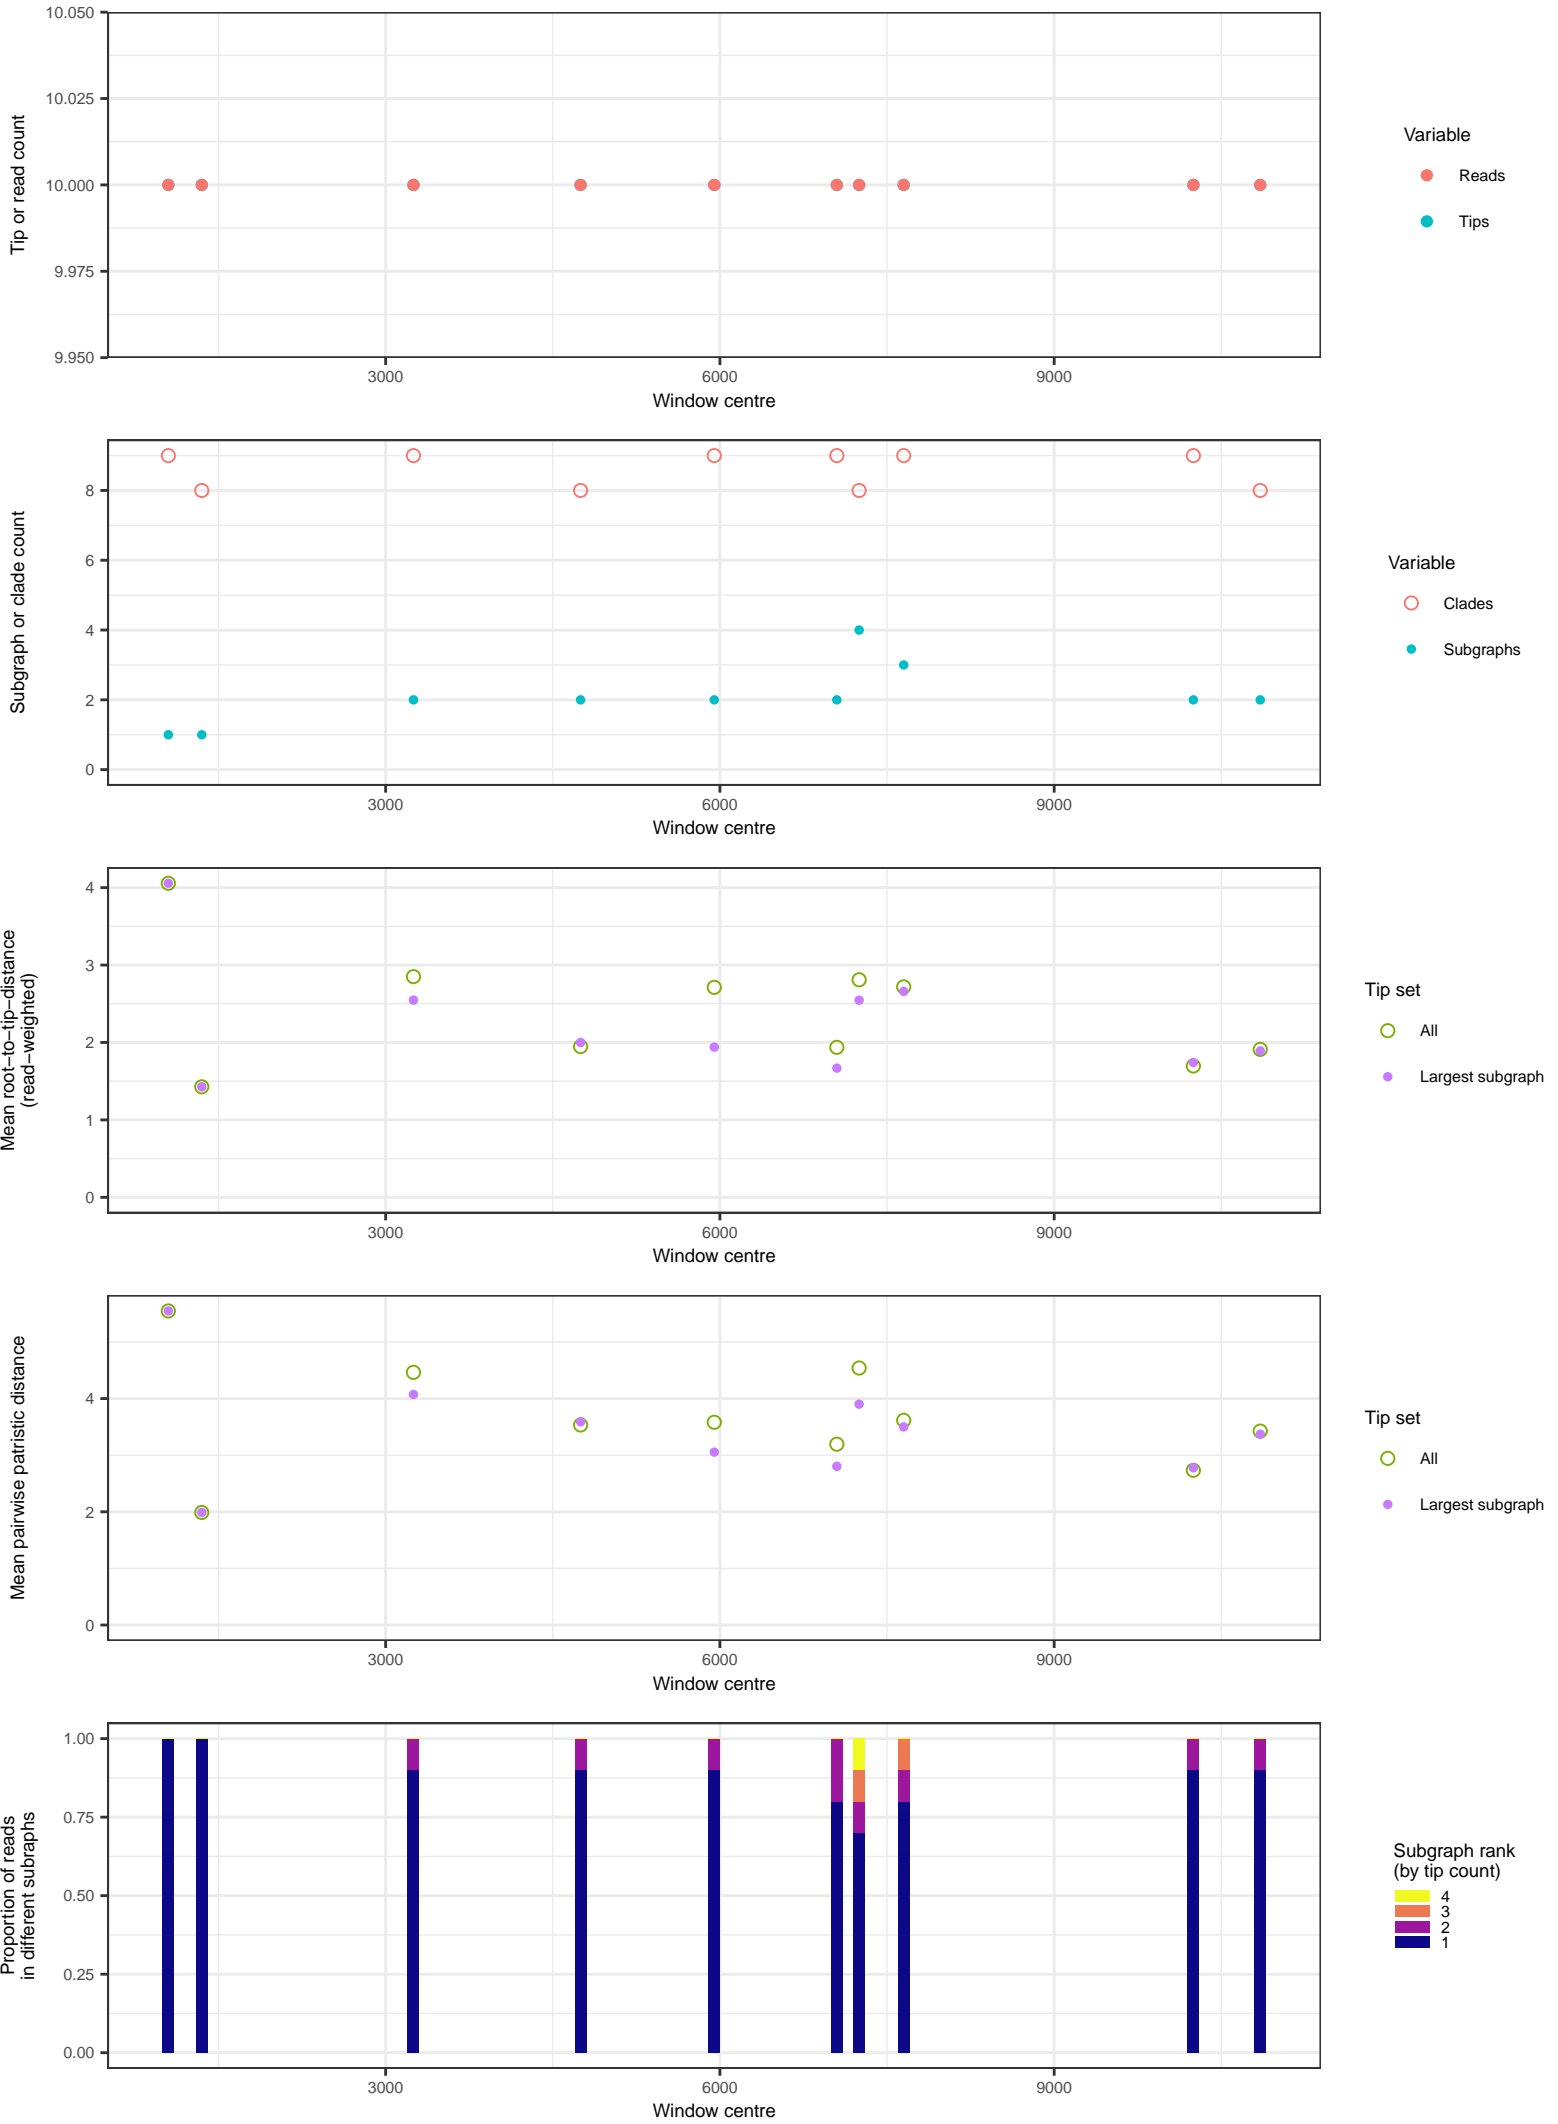 10.050
10.025
10.000
9.975
9.950
Tip or read count
3000
6000
9000
Window centre
Variable
Reads
Tips
8
6
4
2
0
Subgraph or clade count
3000
6000
9000
Window centre
Variable
Clades
Subgraphs
4
3
2
1
0
Mean root−to−tip−distance
(read−weighted)
3000
6000
9000
Window centre
Tip set
All
Largest subgraph
4
2
0
Mean pairwise patristic distance
3000
6000
9000
Window centre
Tip set
All
Largest subgraph
1.00
0.75
0.50
0.25
0.00
Proportion of reads
in different subraphs
3000
6000
9000
Window centre
Subgraph rank
(by tip count)
4
3
2
1